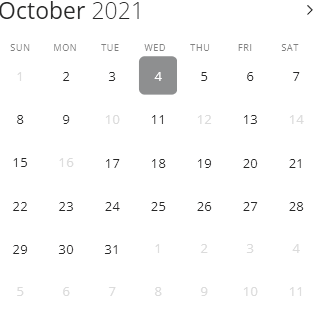 October 2021
SUN MON TUE WED THU FRI SAT
1 2 3 4 5 6 7
8 9 10 11 12 13 14
15 16 17 18 19 20 21
22 23 24 25 26 27 28
29 30 31 1 2 3 4
5 6 7 8 9 10 11